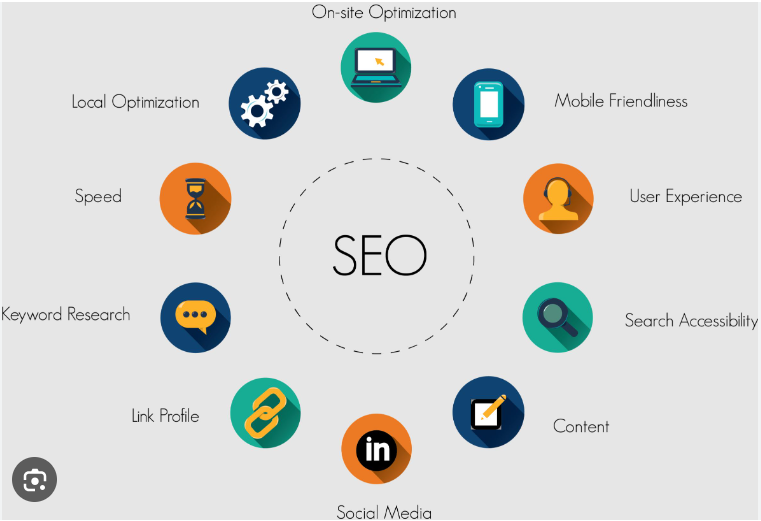 On-site Optimization
Local Optimization
Mobile Friendliness
Speed
User Experience
SEO
Keyword Research
Search Accessibility
Link Profile
Content
in
Social Media